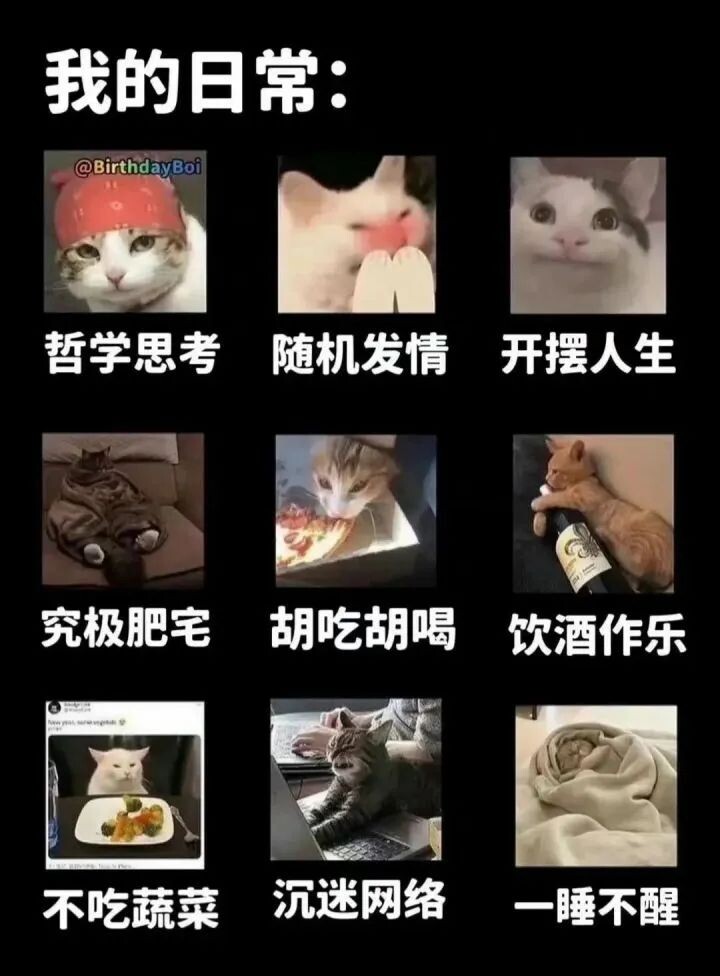 我的日常：
@BirthdayBoi
哲学思考
随机发情
开摆人生
究极肥宅
胡吃胡喝
饮酒作乐
不吃蔬菜
沉迷网络
一睡不醒